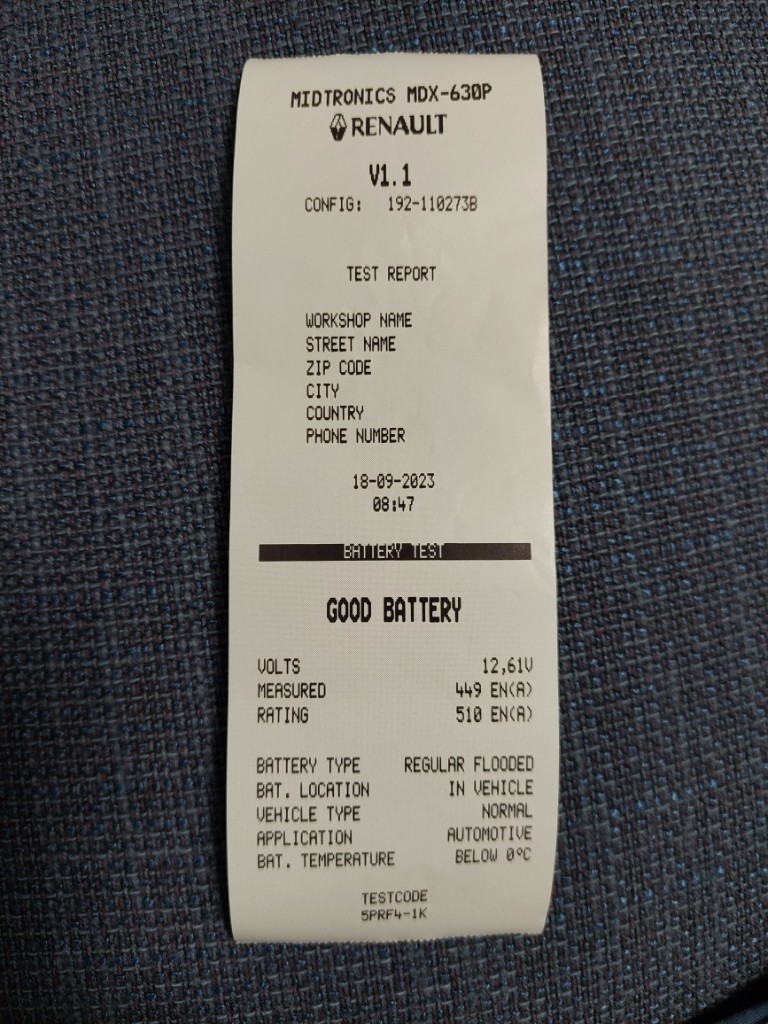 MIDTRONICS MDX-630P
RENAULT
V1.1
CONFIG: 192-110273B
TEST REPORT
WORKSHOP NAME
STREET NAME
ZIP CODE
CITY
COUNTRY
PHONE NUMBER
18-09-2023
08:47
BATTERY TEST
GOOD BATTERY
VOLTS 12,61V
MEASURED 449 EN(A)
RATING 510 EN(A)
BATTERY TYPE REGULAR FLOODED
BAT. LOCATION IN VEHICLE
VEHICLE TYPE NORMAL
APPLICATION AUTOMOTIVE
BAT. TEMPERATURE BELOW 0°C
TESTCODE
5PRF4-1K